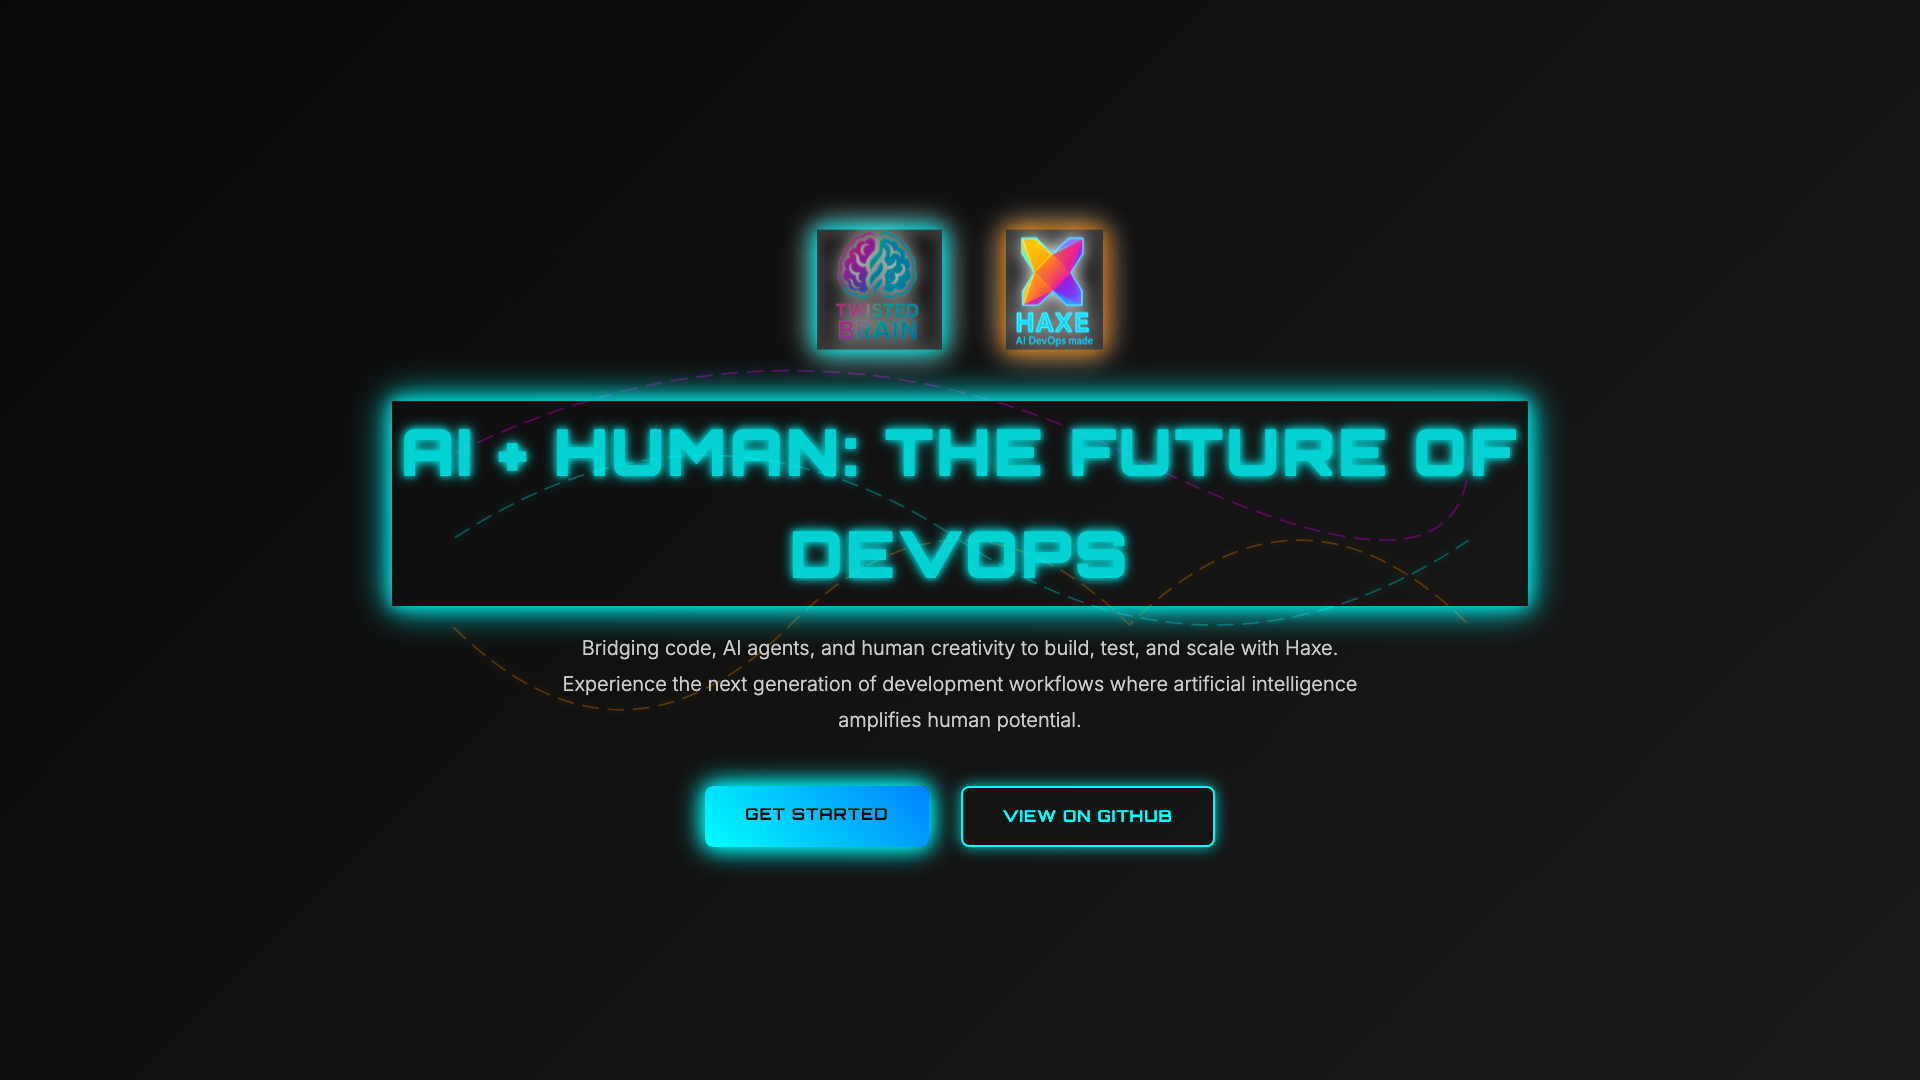 TWISTED
BRAIN
HAXE
AI DevOps made
AI + HUMAN: THE FUTURE OF
DEVOPS
Bridging code, AI agents, and human creativity to build, test, and scale with Haxe.
Experience the next generation of development workflows where artificial intelligence
amplifies human potential.
GET STARTED
VIEW ON GITHUB